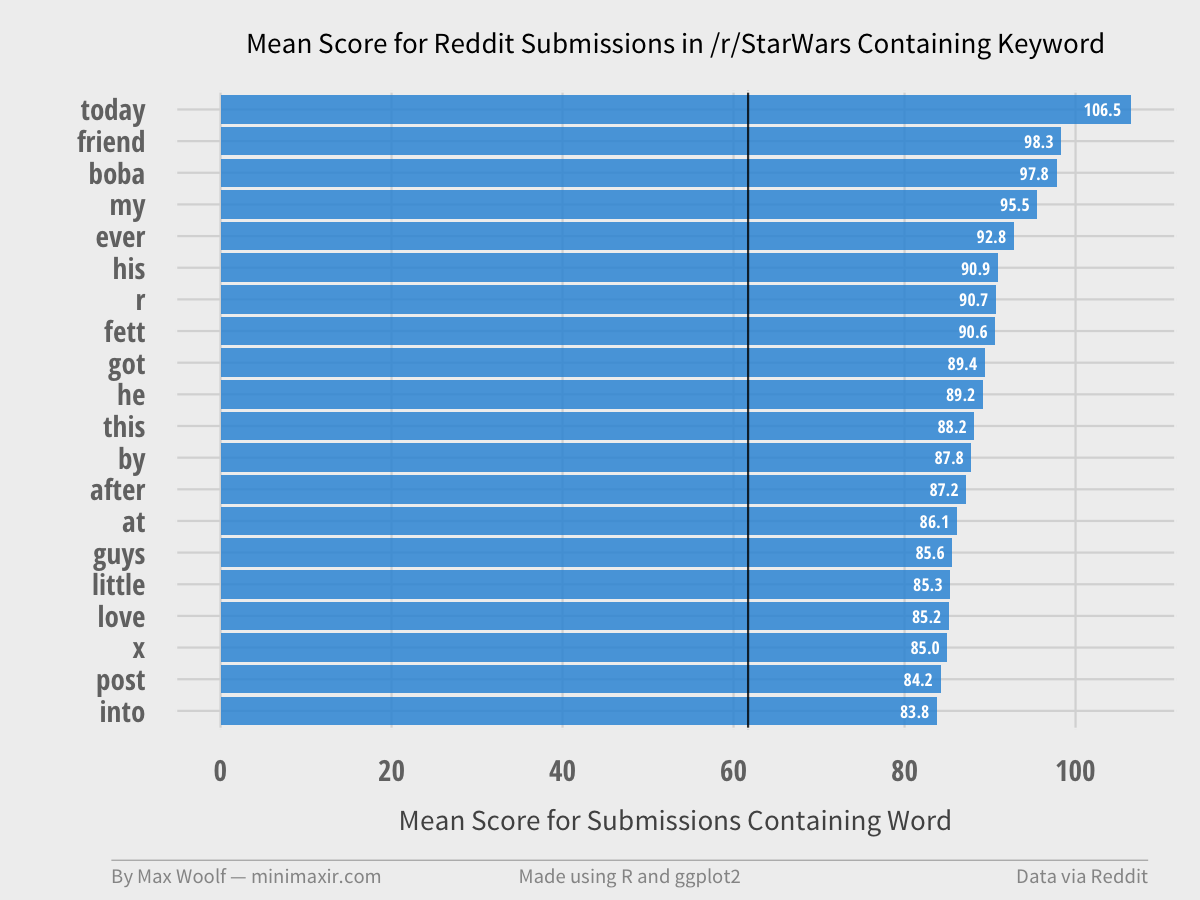 Mean Score for Reddit Submissions in /r/StarWars Containing Keyword
today 106.5
friend 98.3
boba 97.8
my 95.5
ever 92.8
his 90.9
r 90.7
fett 90.6
got 89.4
he 89.2
this 88.2
by 87.8
after 87.2
at 86.1
guys 85.6
little 85.3
love 85.2
x 85.0
post 84.2
into 83.8
0 20 40 60 80 100
Mean Score for Submissions Containing Word
By Max Woolf — minimaxir.com Made using R and ggplot2 Data via Reddit